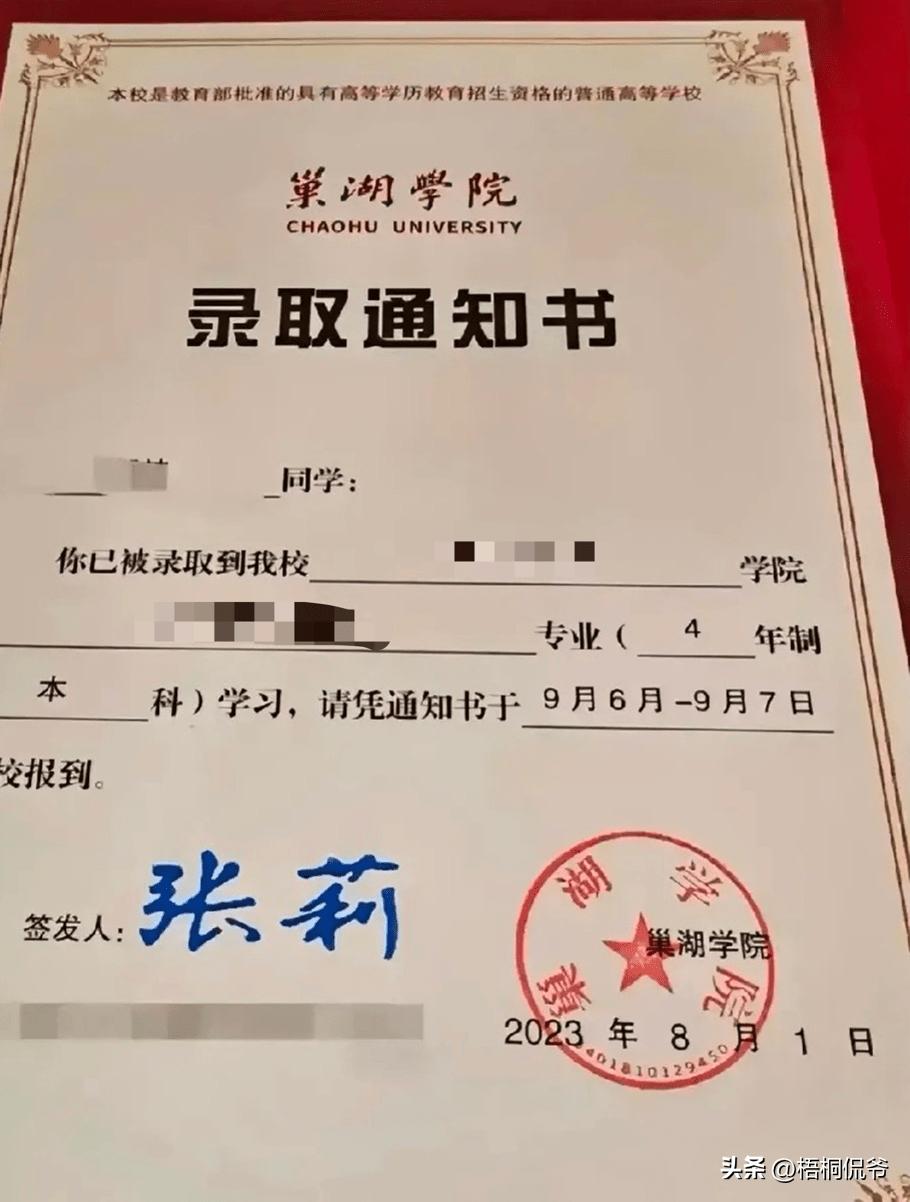 本校是教育部批准的具有高等学历教育招生资格的普通高等学校
巢湖學院
CHAOHU UNIVERSITY
录取通知书
同学：
你已被录取到我校 学院
专业（ 4 年制
本 科）学习，请凭通知书于 9月6月-9月7日
校报到。
签发人：张莉
巢湖学院
巢湖学院
2023 年 8 月 1 日
3401810129450
头条 @梧桐侃爷